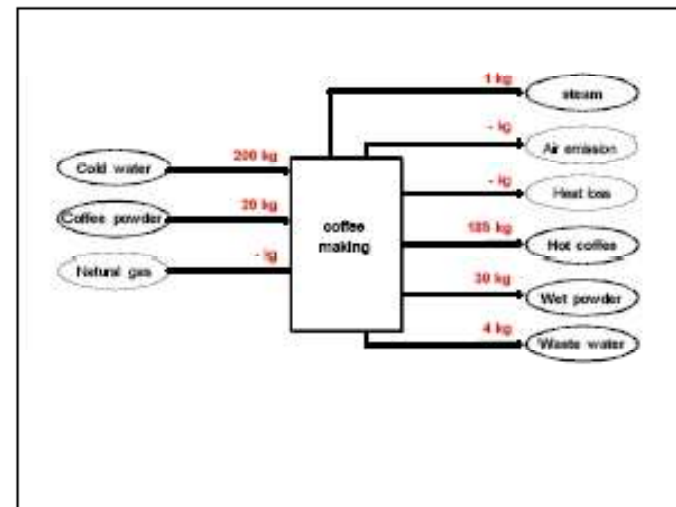 1 kg
steam
- kg
Air emission
200 kg
Cold water
- kg
Heat loss
20 kg
Coffee powder
coffee
making
185 kg
Hot coffee
- kg
Natural gas
30 kg
Wet powder
4 kg
Waste water